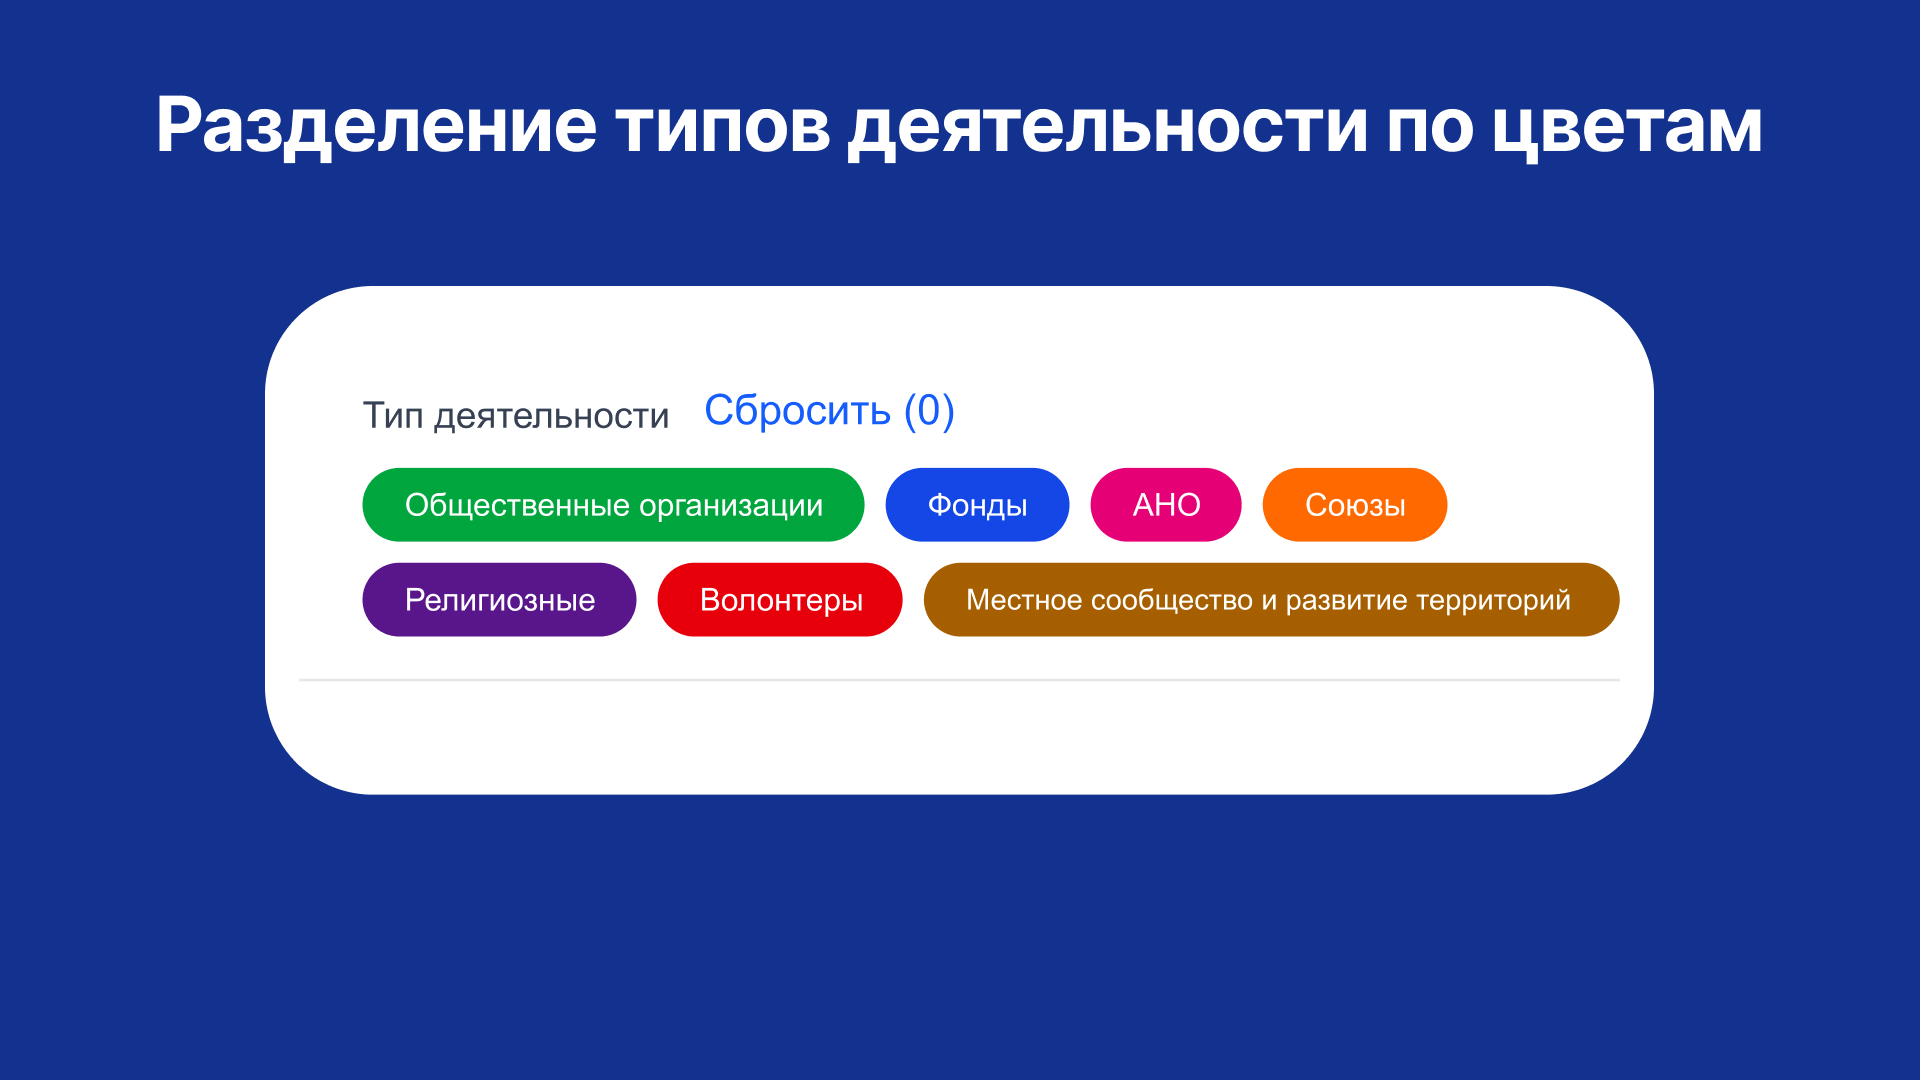 Разделение типов деятельности по цветам
Тип деятельности Сбросить (0)
Общественные организации Фонды АНО Союзы
Религиозные Волонтеры Местное сообщество и развитие территорий